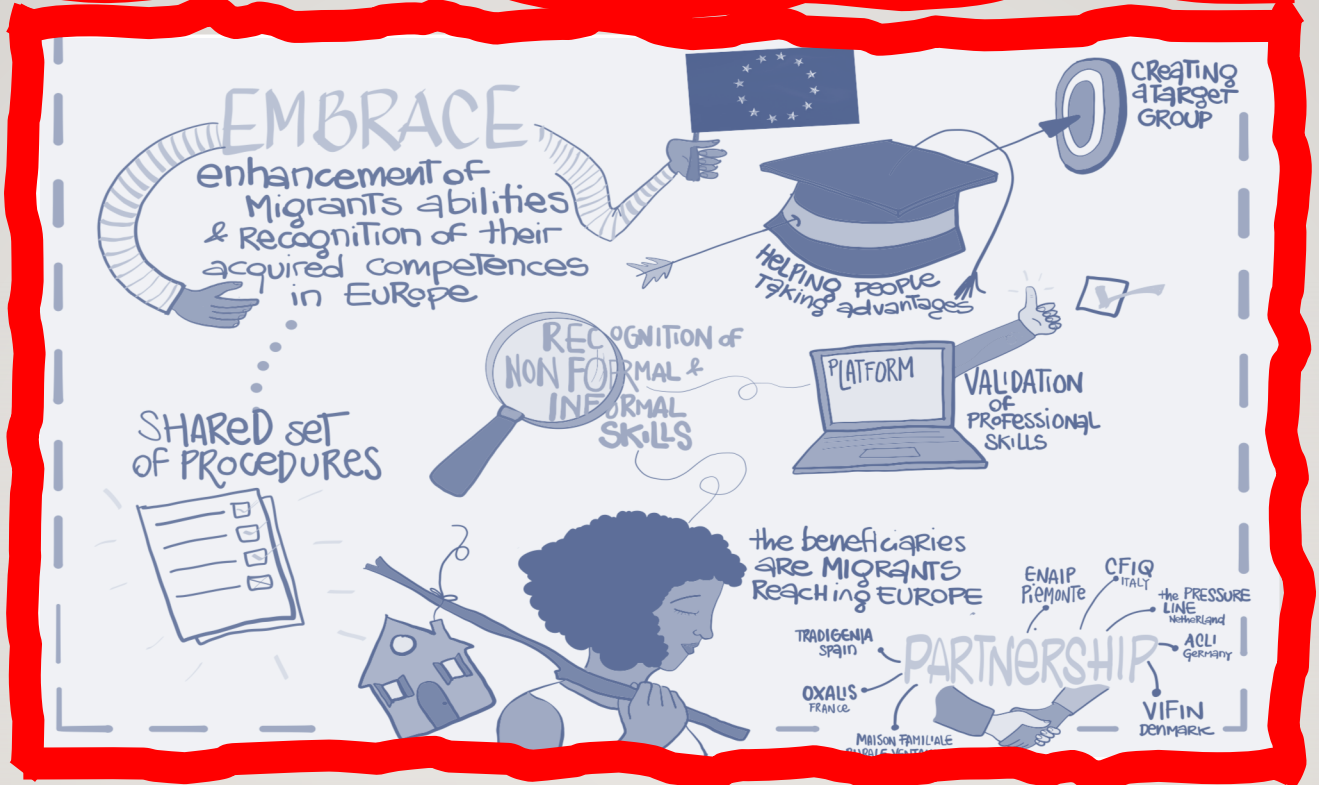 EMBRACE
enhancement of
Migrants abilities
& Recognition of their
acquired competences
in EuRope
CReaTiNg
a TaRgeT
GROUP
HELPING PEOPLE
Taking advantages
RECOGNITION of
NON FORMAL &
INFORMAL
SKiLLS
PLATFORM
VALiDATiON
OF
PROFESSIONAL
SKILLS
SHARED SET
OF PROCEDURES
the beneficiaries
ARE MIGRANTS
REACHing EUROPE
PARTNERSHIP
ENAIP
PiEMONTE
CFIQ
ITALY
the PRESSURE
LINE
NetheRland
ACLI
Germany
VIFIN
DENMARK
TRADIGENIA
Spain
OXALIS
FRANCe
MAISON FAMILIALE